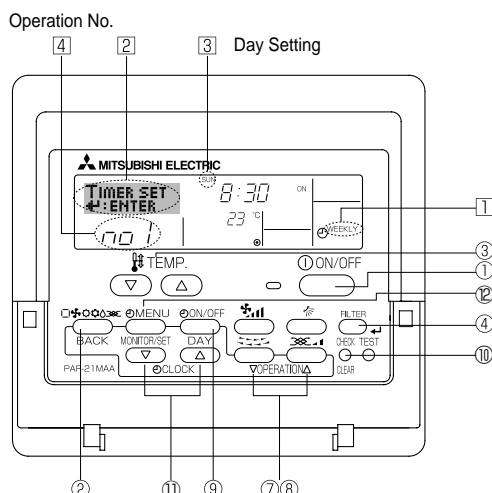 Operation No.
4 2 3 Day Setting
MITSUBISHI ELECTRIC
SUN
TIMER SET 8:30 ON
:ENTER
23 °C
no 1 WEEKLY 1
TEMP. ON/OFF ③
①
⑫
MENU ON/OFF FILTER
④
BACK MONITOR/SET DAY CHECK TEST
⑩
PAR-21MAA CLOCK ▽OPERATION△ CLEAR
② ⑪ ⑨ ⑦⑧